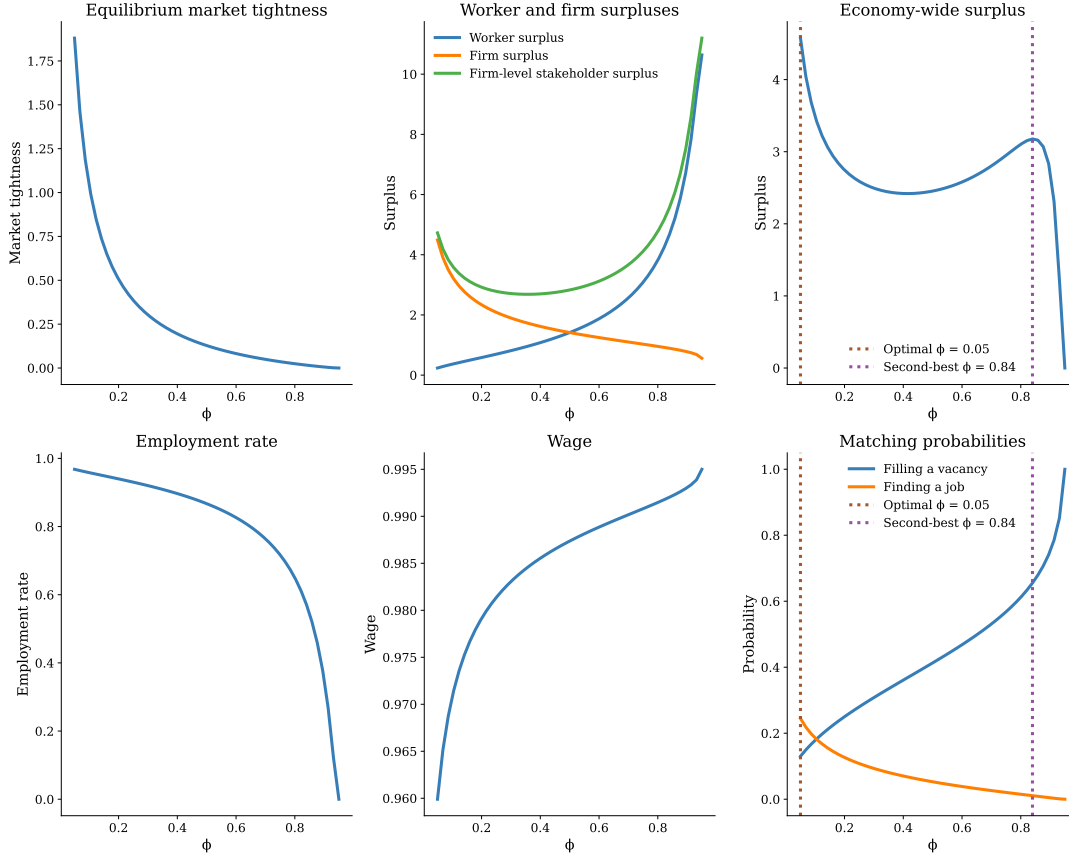 Equilibrium market tightness
Market tightness
1.75
1.50
1.25
1.00
0.75
0.50
0.25
0.00
0.2
0.4
0.6
0.8
ϕ
Worker and firm surpluses
Worker surplus
Firm surplus
Firm-level stakeholder surplus
Surplus
10
8
6
4
2
0
0.2
0.4
0.6
0.8
ϕ
Economy-wide surplus
Surplus
4
3
2
1
0
Optimal ϕ = 0.05
Second-best ϕ = 0.84
0.2
0.4
0.6
0.8
ϕ
Employment rate
Employment rate
1.0
0.8
0.6
0.4
0.2
0.0
0.2
0.4
0.6
0.8
ϕ
Wage
Wage
0.995
0.990
0.985
0.980
0.975
0.970
0.965
0.960
0.2
0.4
0.6
0.8
ϕ
Matching probabilities
Filling a vacancy
Finding a job
Optimal ϕ = 0.05
Second-best ϕ = 0.84
Probability
1.0
0.8
0.6
0.4
0.2
0.0
0.2
0.4
0.6
0.8
ϕ